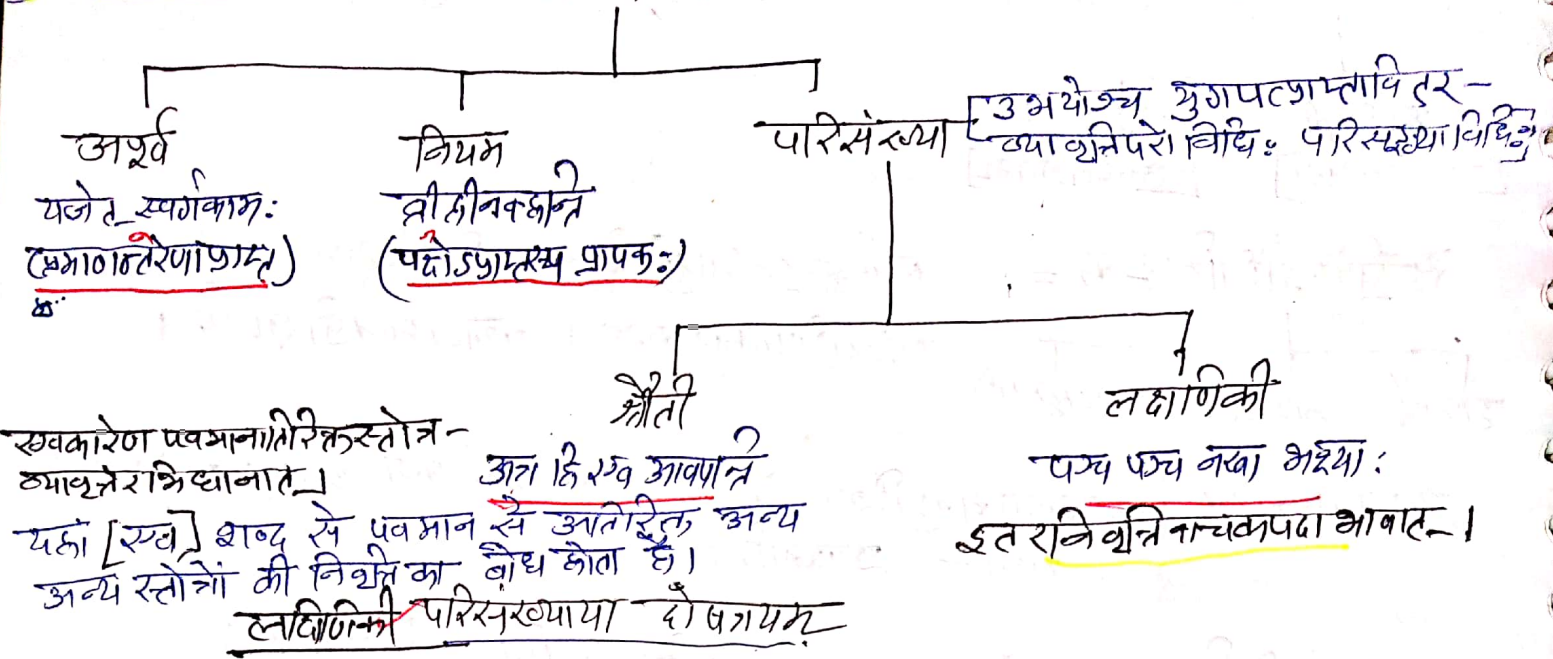 अपूर्व
नियम
परिसंख्या
उभयोश्च युगपत्प्राप्तावितर-
व्यावृत्तिपरो विधिः परिसङ्ख्याविधिः
यजेत स्वर्गकामः
(प्रमाणान्तरेणाप्राप्त)
व्रीहीनवहन्ति
(पक्षेऽप्राप्तस्य प्रापकः)
श्रौती
लक्षणिकी
एवकारेण पवमानातिरिक्तस्तोत्र-
व्यावृत्तेरभिधानात्।
अत्र हि एव आवपन्ति
पञ्च पञ्च नखा भक्ष्याः
इतरनिवृत्तिवाचकपदाभावात्।
यहां [एव] शब्द से पवमान से अतिरिक्त अन्य
अन्य स्तोत्रों की निवृत्ति का बोध होता है।
लक्षिणिकी परिसंख्याया दोषत्रयम्